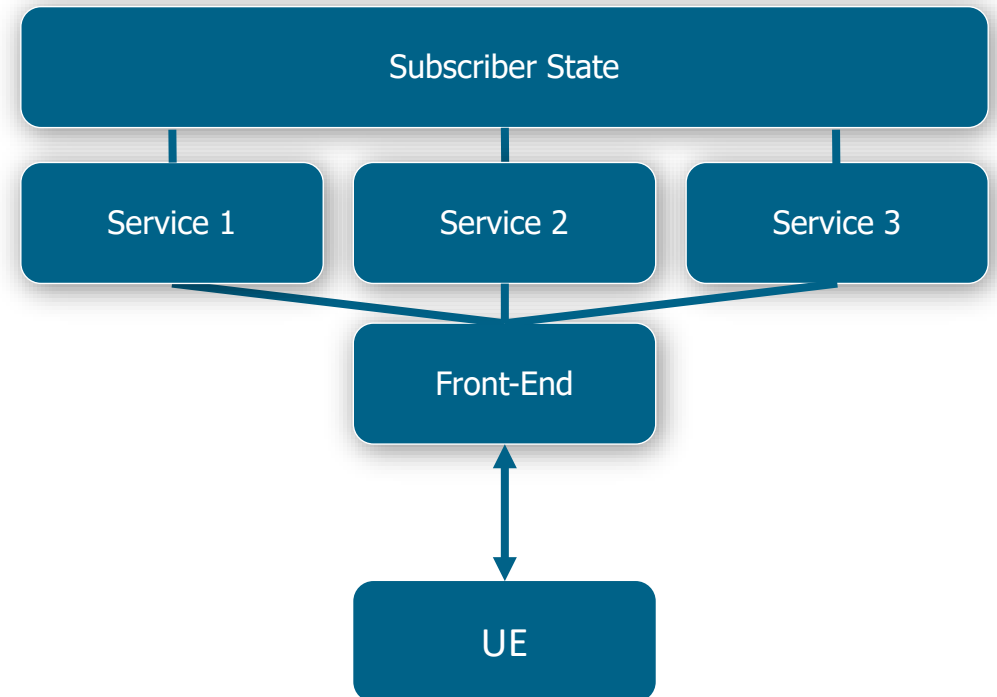 Subscriber State
Service 1
Service 2
Service 3
Front-End
UE